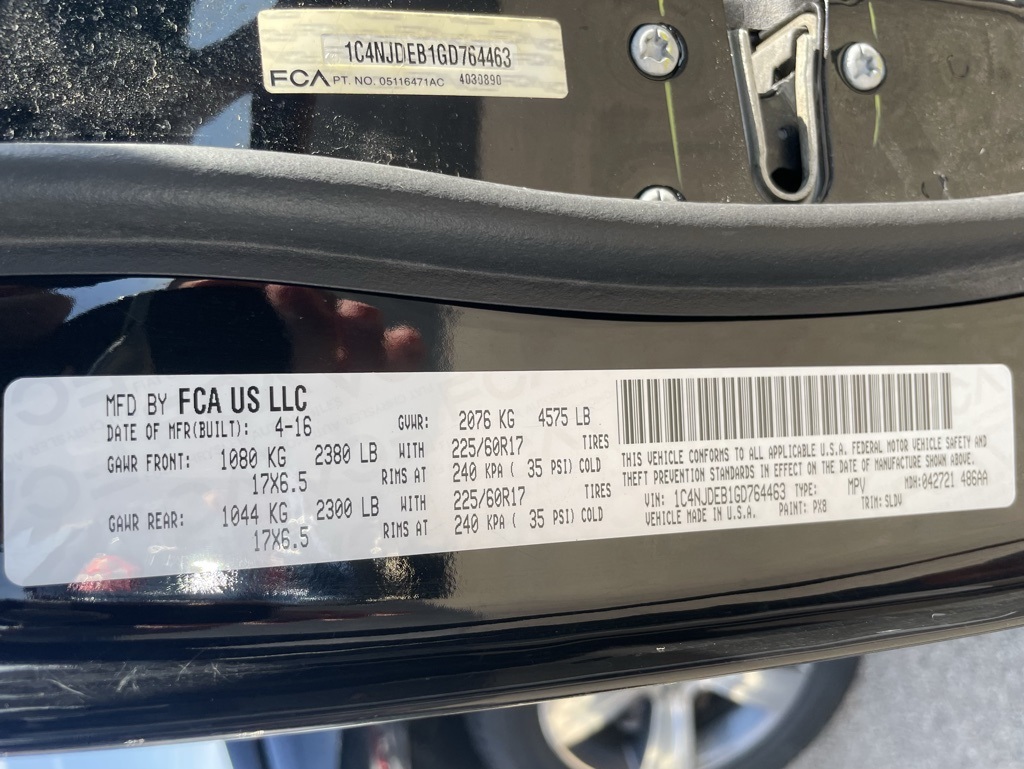 1C4NJDEB1GD764463
FCA PT. NO. 05116471AC 4030890
MFD BY FCA US LLC
DATE OF MFR(BUILT): 4-16 GVWR: 2076 KG 4575 LB
GAWR FRONT: 1080 KG 2380 LB WITH 225/60R17 TIRES
17X6.5 RIMS AT 240 KPA ( 35 PSI) COLD
GAWR REAR: 1044 KG 2300 LB WITH 225/60R17 TIRES
17X6.5 RIMS AT 240 KPA ( 35 PSI) COLD
THIS VEHICLE CONFORMS TO ALL APPLICABLE U.S.A. FEDERAL MOTOR VEHICLE SAFETY AND
THEFT PREVENTION STANDARDS IN EFFECT ON THE DATE OF MANUFACTURE SHOWN ABOVE.
VIN: 1C4NJDEB1GD764463 TYPE: MPV MDH:042721 486AA
VEHICLE MADE IN U.S.A. PAINT: PX8 TRIM: SLDV